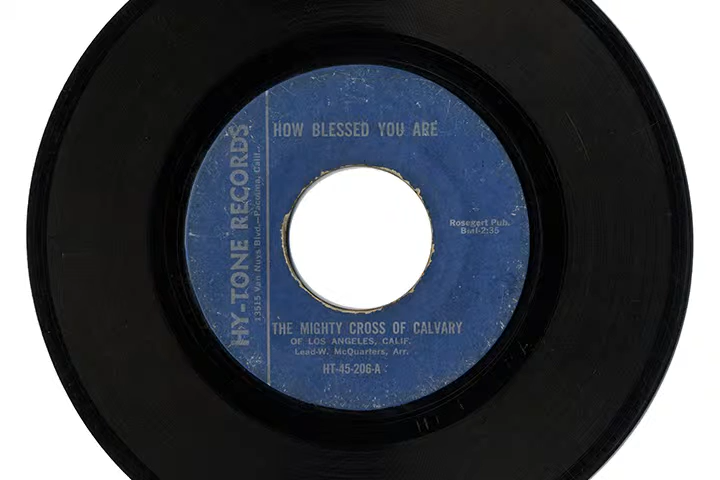 HY-TONE RECORDS
13515 Van Nuys Blvd.—Pacoima, Calif.
HOW BLESSED YOU ARE
Rosegert Pub.
BMI-2:35
THE MIGHTY CROSS OF CALVARY
OF LOS ANGELES, CALIF.
Lead-W. McQuarters, Arr.
HT-45-206-A